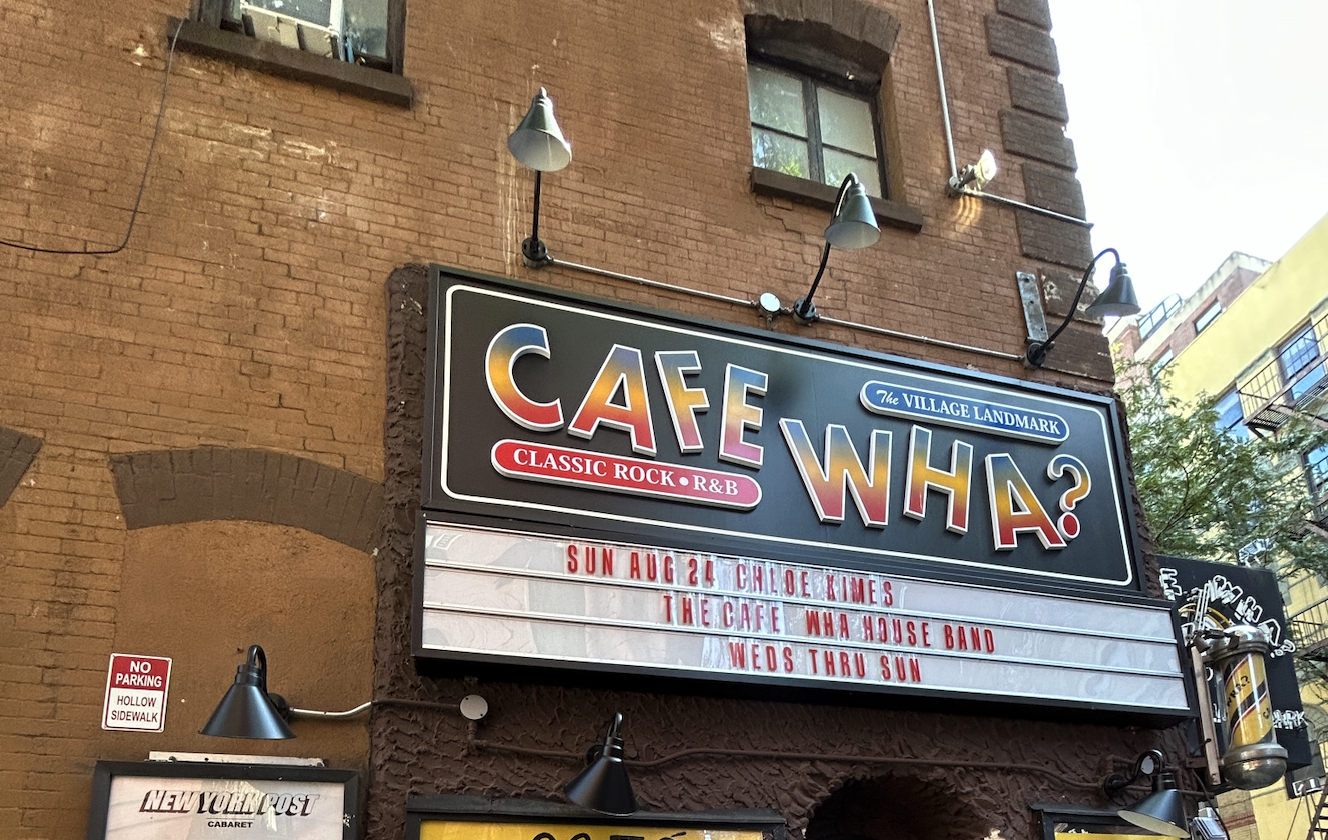 CAFE WHA?
The VILLAGE LANDMARK
CLASSIC ROCK • R&B
SUN AUG 24 CHLOE KIMES
THE CAFE WHA HOUSE BAND
WEDS THRU SUN
NO
PARKING
HOLLOW
SIDEWALK
NEW YORK POST
CABARET